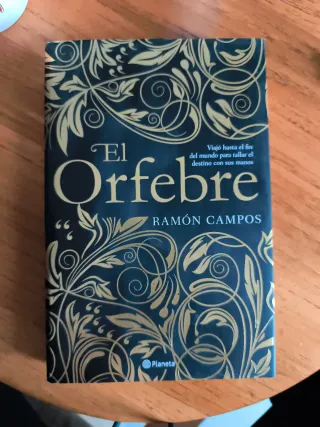 El
Viajó hasta el fin
del mundo para tallar el
destino con sus manos
Orfebre
RAMÓN CAMPOS
Planeta